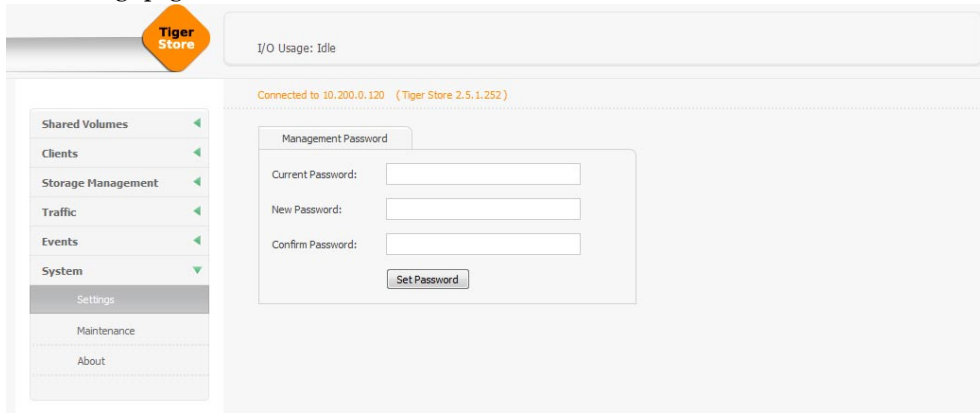 Tiger
Store
I/O Usage: Idle
Connected to 10.200.0.120 (Tiger Store 2.5.1.252)
Shared Volumes
Clients
Storage Management
Traffic
Events
System
Settings
Maintenance
About
Management Password
Current Password:
New Password:
Confirm Password:
Set Password